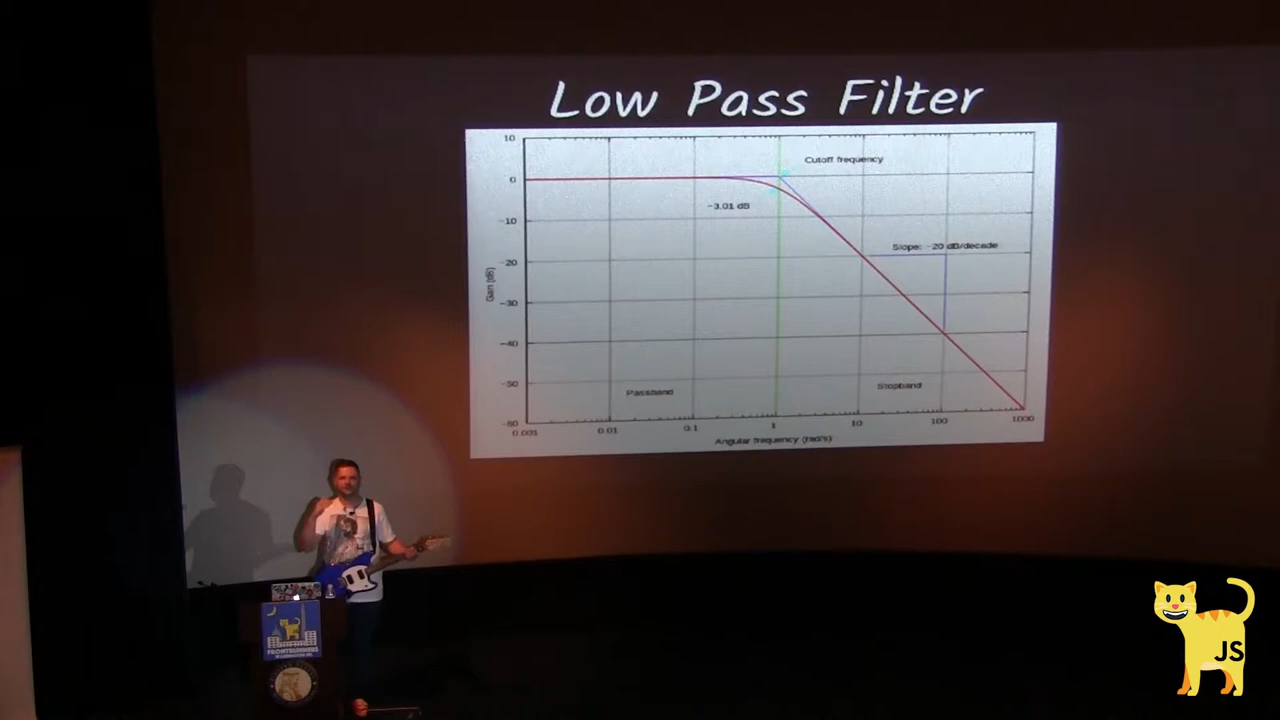 Low Pass Filter
10
0
-10
-20
-30
-40
-50
-60
Gain (dB)
Cutoff frequency
-3.01 dB
Slope: -20 dB/decade
Passband
Stopband
0.001
0.01
0.1
1
10
100
1000
Angular frequency (rad/s)
FRONTRUNNERS
JS